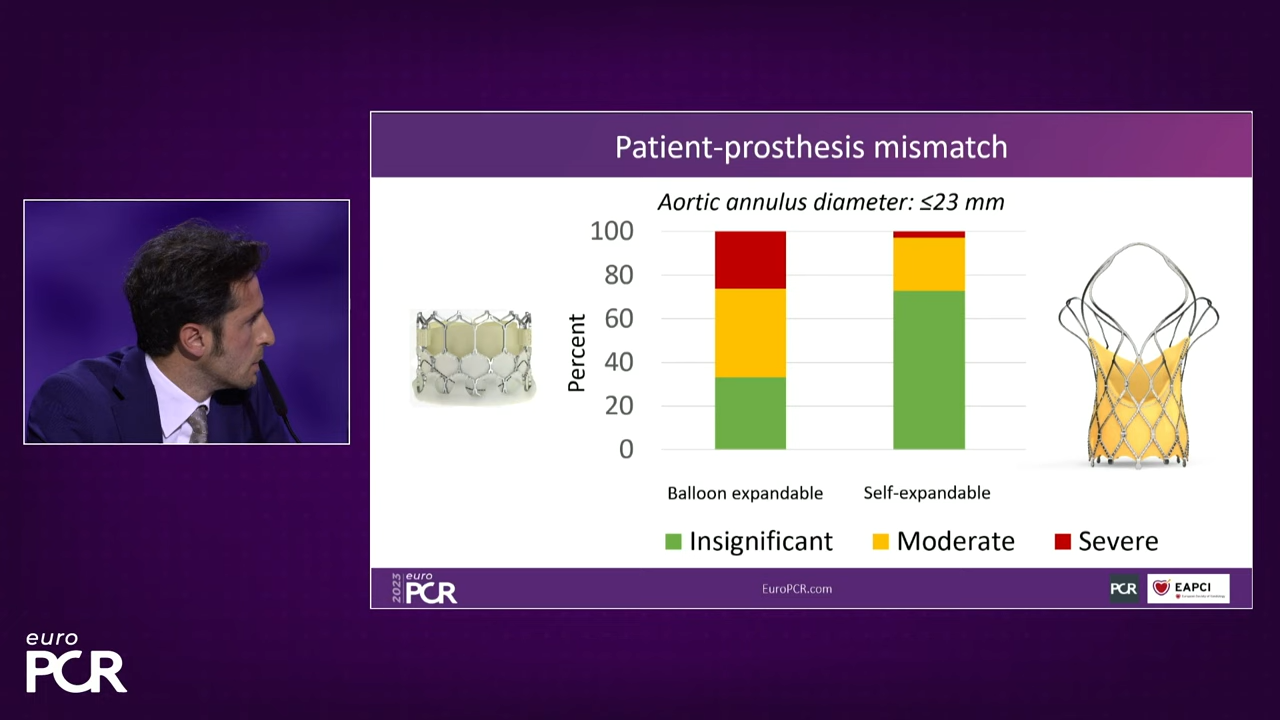 Patient-prosthesis mismatch
Aortic annulus diameter: ≤23 mm
100
80
60
40
20
0
Percent
Balloon expandable
Self-expandable
Insignificant
Moderate
Severe
2023
euro
PCR
EuroPCR.com
PCR
EAPCI
euro
PCR